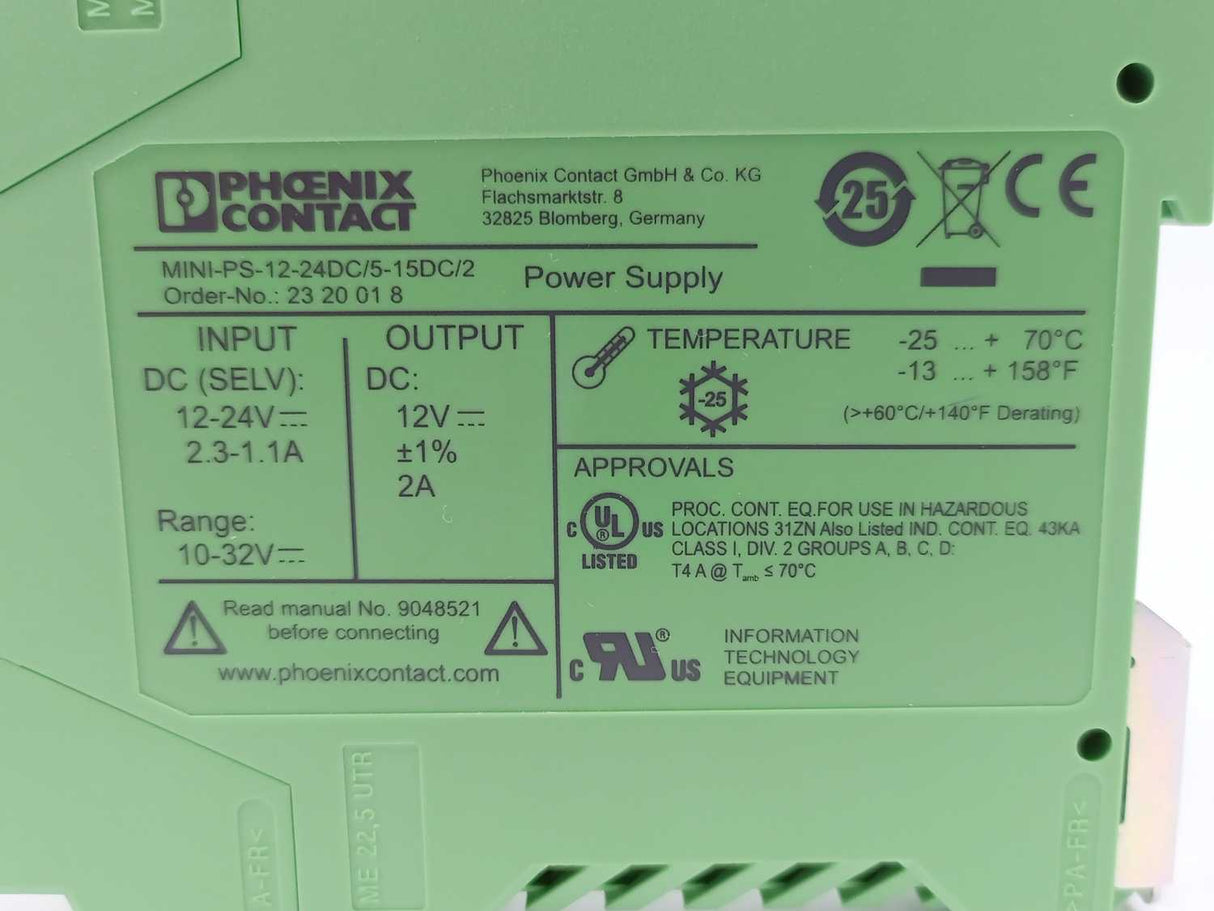 PHŒNIX
CONTACT
Phoenix Contact GmbH & Co. KG
Flachsmarktstr. 8
32825 Blomberg, Germany
25
CE
MINI-PS-12-24DC/5-15DC/2
Order-No.: 23 20 01 8
Power Supply
INPUT
DC (SELV):
12-24V⎓
2.3-1.1A
Range:
10-32V⎓
OUTPUT
DC:
12V⎓
±1%
2A
TEMPERATURE
-25 ... + 70°C
-13 ... + 158°F
-25
(>+60°C/+140°F Derating)
APPROVALS
C UL ® US
LISTED
PROC. CONT. EQ.FOR USE IN HAZARDOUS
LOCATIONS 31ZN Also Listed IND. CONT. EQ. 43KA
CLASS I, DIV. 2 GROUPS A, B, C, D:
T4 A @ Tamb ≤ 70°C
C RU ® US
INFORMATION
TECHNOLOGY
EQUIPMENT
Read manual No. 9048521
before connecting
www.phoenixcontact.com
A-FR<
ME 22,5 UTR
>PA-FR<